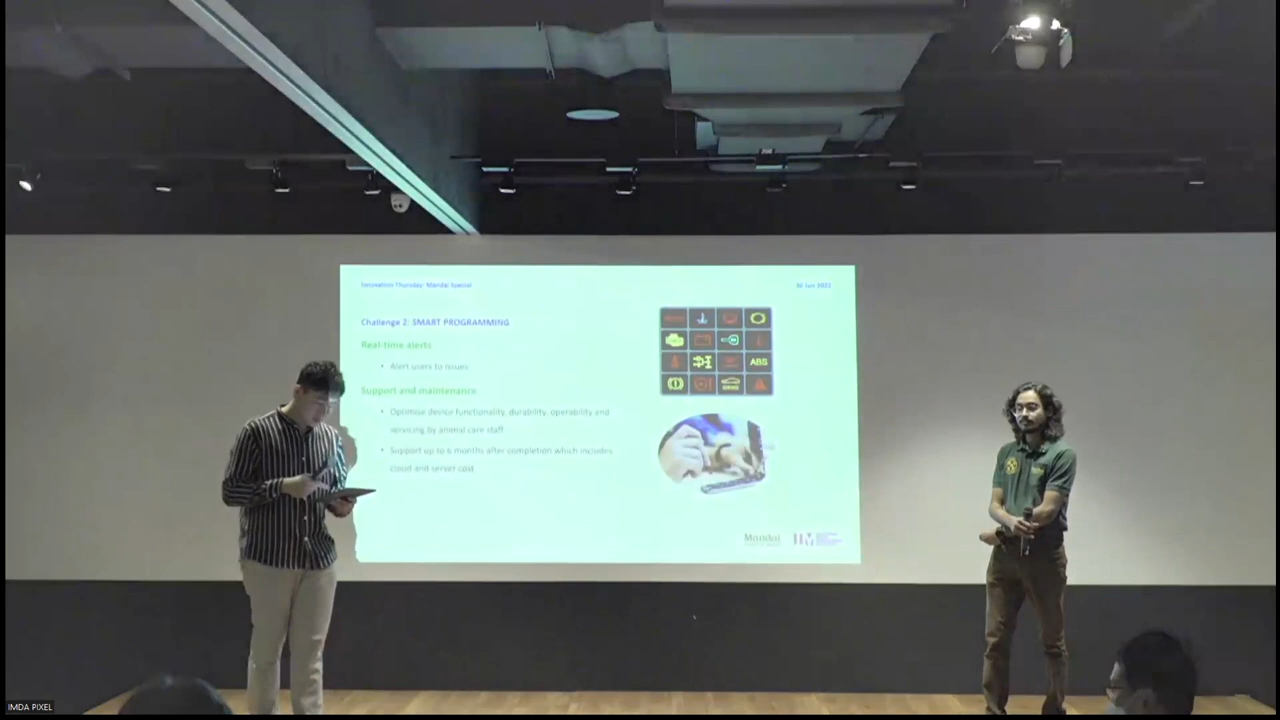 Innovation Thursday: Mandai Special
30 Jun 2022
Challenge 2: SMART PROGRAMMING
Real-time alerts
• Alert users to issues
Support and maintenance
• Optimise device functionality, durability, operability and
servicing by animal care staff
• Support up to 6 months after completion which includes
cloud and server cost
ABS
Mandai
IMDA PIXEL